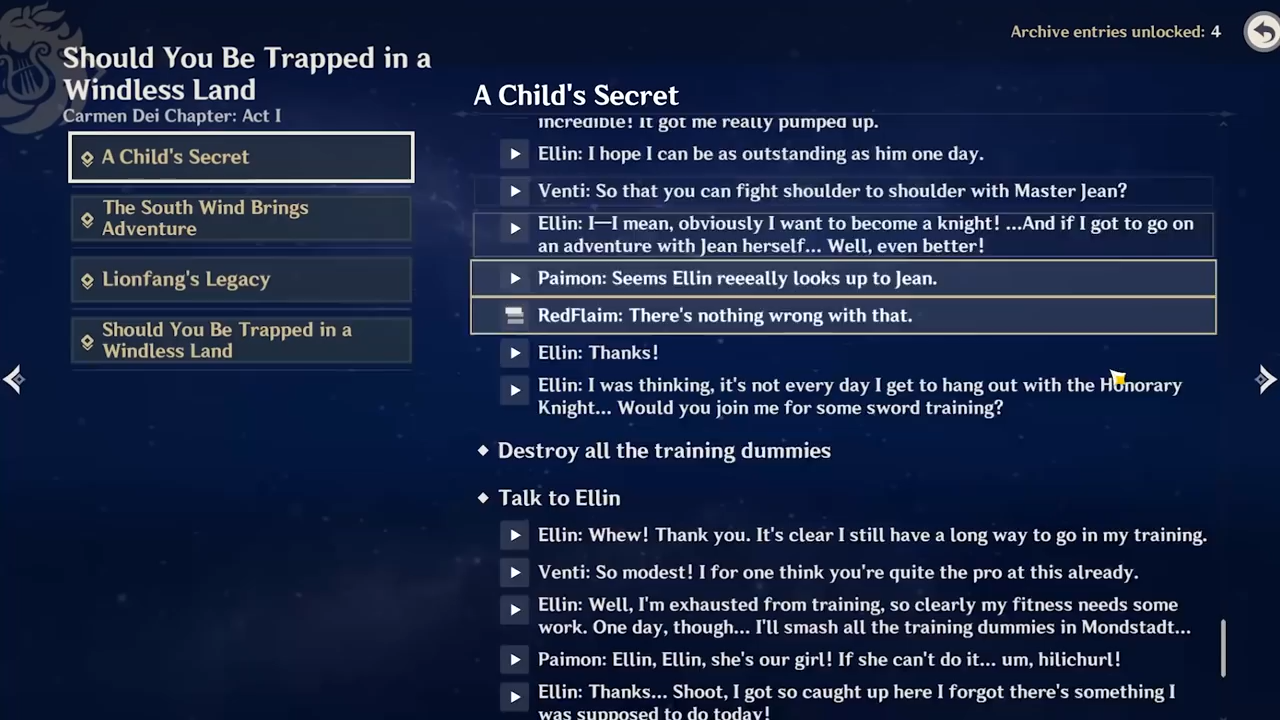 Archive entries unlocked: 4
Should You Be Trapped in a
Windless Land
Carmen Dei Chapter: Act I
A Child's Secret
The South Wind Brings
Adventure
Lionfang's Legacy
Should You Be Trapped in a
Windless Land
A Child's Secret
incredible! It got me really pumped up.
Ellin: I hope I can be as outstanding as him one day.
Venti: So that you can fight shoulder to shoulder with Master Jean?
Ellin: I—I mean, obviously I want to become a knight! ...And if I got to go on
an adventure with Jean herself... Well, even better!
Paimon: Seems Ellin reeeally looks up to Jean.
RedFlaim: There's nothing wrong with that.
Ellin: Thanks!
Ellin: I was thinking, it's not every day I get to hang out with the Honorary
Knight... Would you join me for some sword training?
Destroy all the training dummies
Talk to Ellin
Ellin: Whew! Thank you. It's clear I still have a long way to go in my training.
Venti: So modest! I for one think you're quite the pro at this already.
Ellin: Well, I'm exhausted from training, so clearly my fitness needs some
work. One day, though... I'll smash all the training dummies in Mondstadt...
Paimon: Ellin, Ellin, she's our girl! If she can't do it... um, hilichurl!
Ellin: Thanks... Shoot, I got so caught up here I forgot there's something I
was supposed to do today!